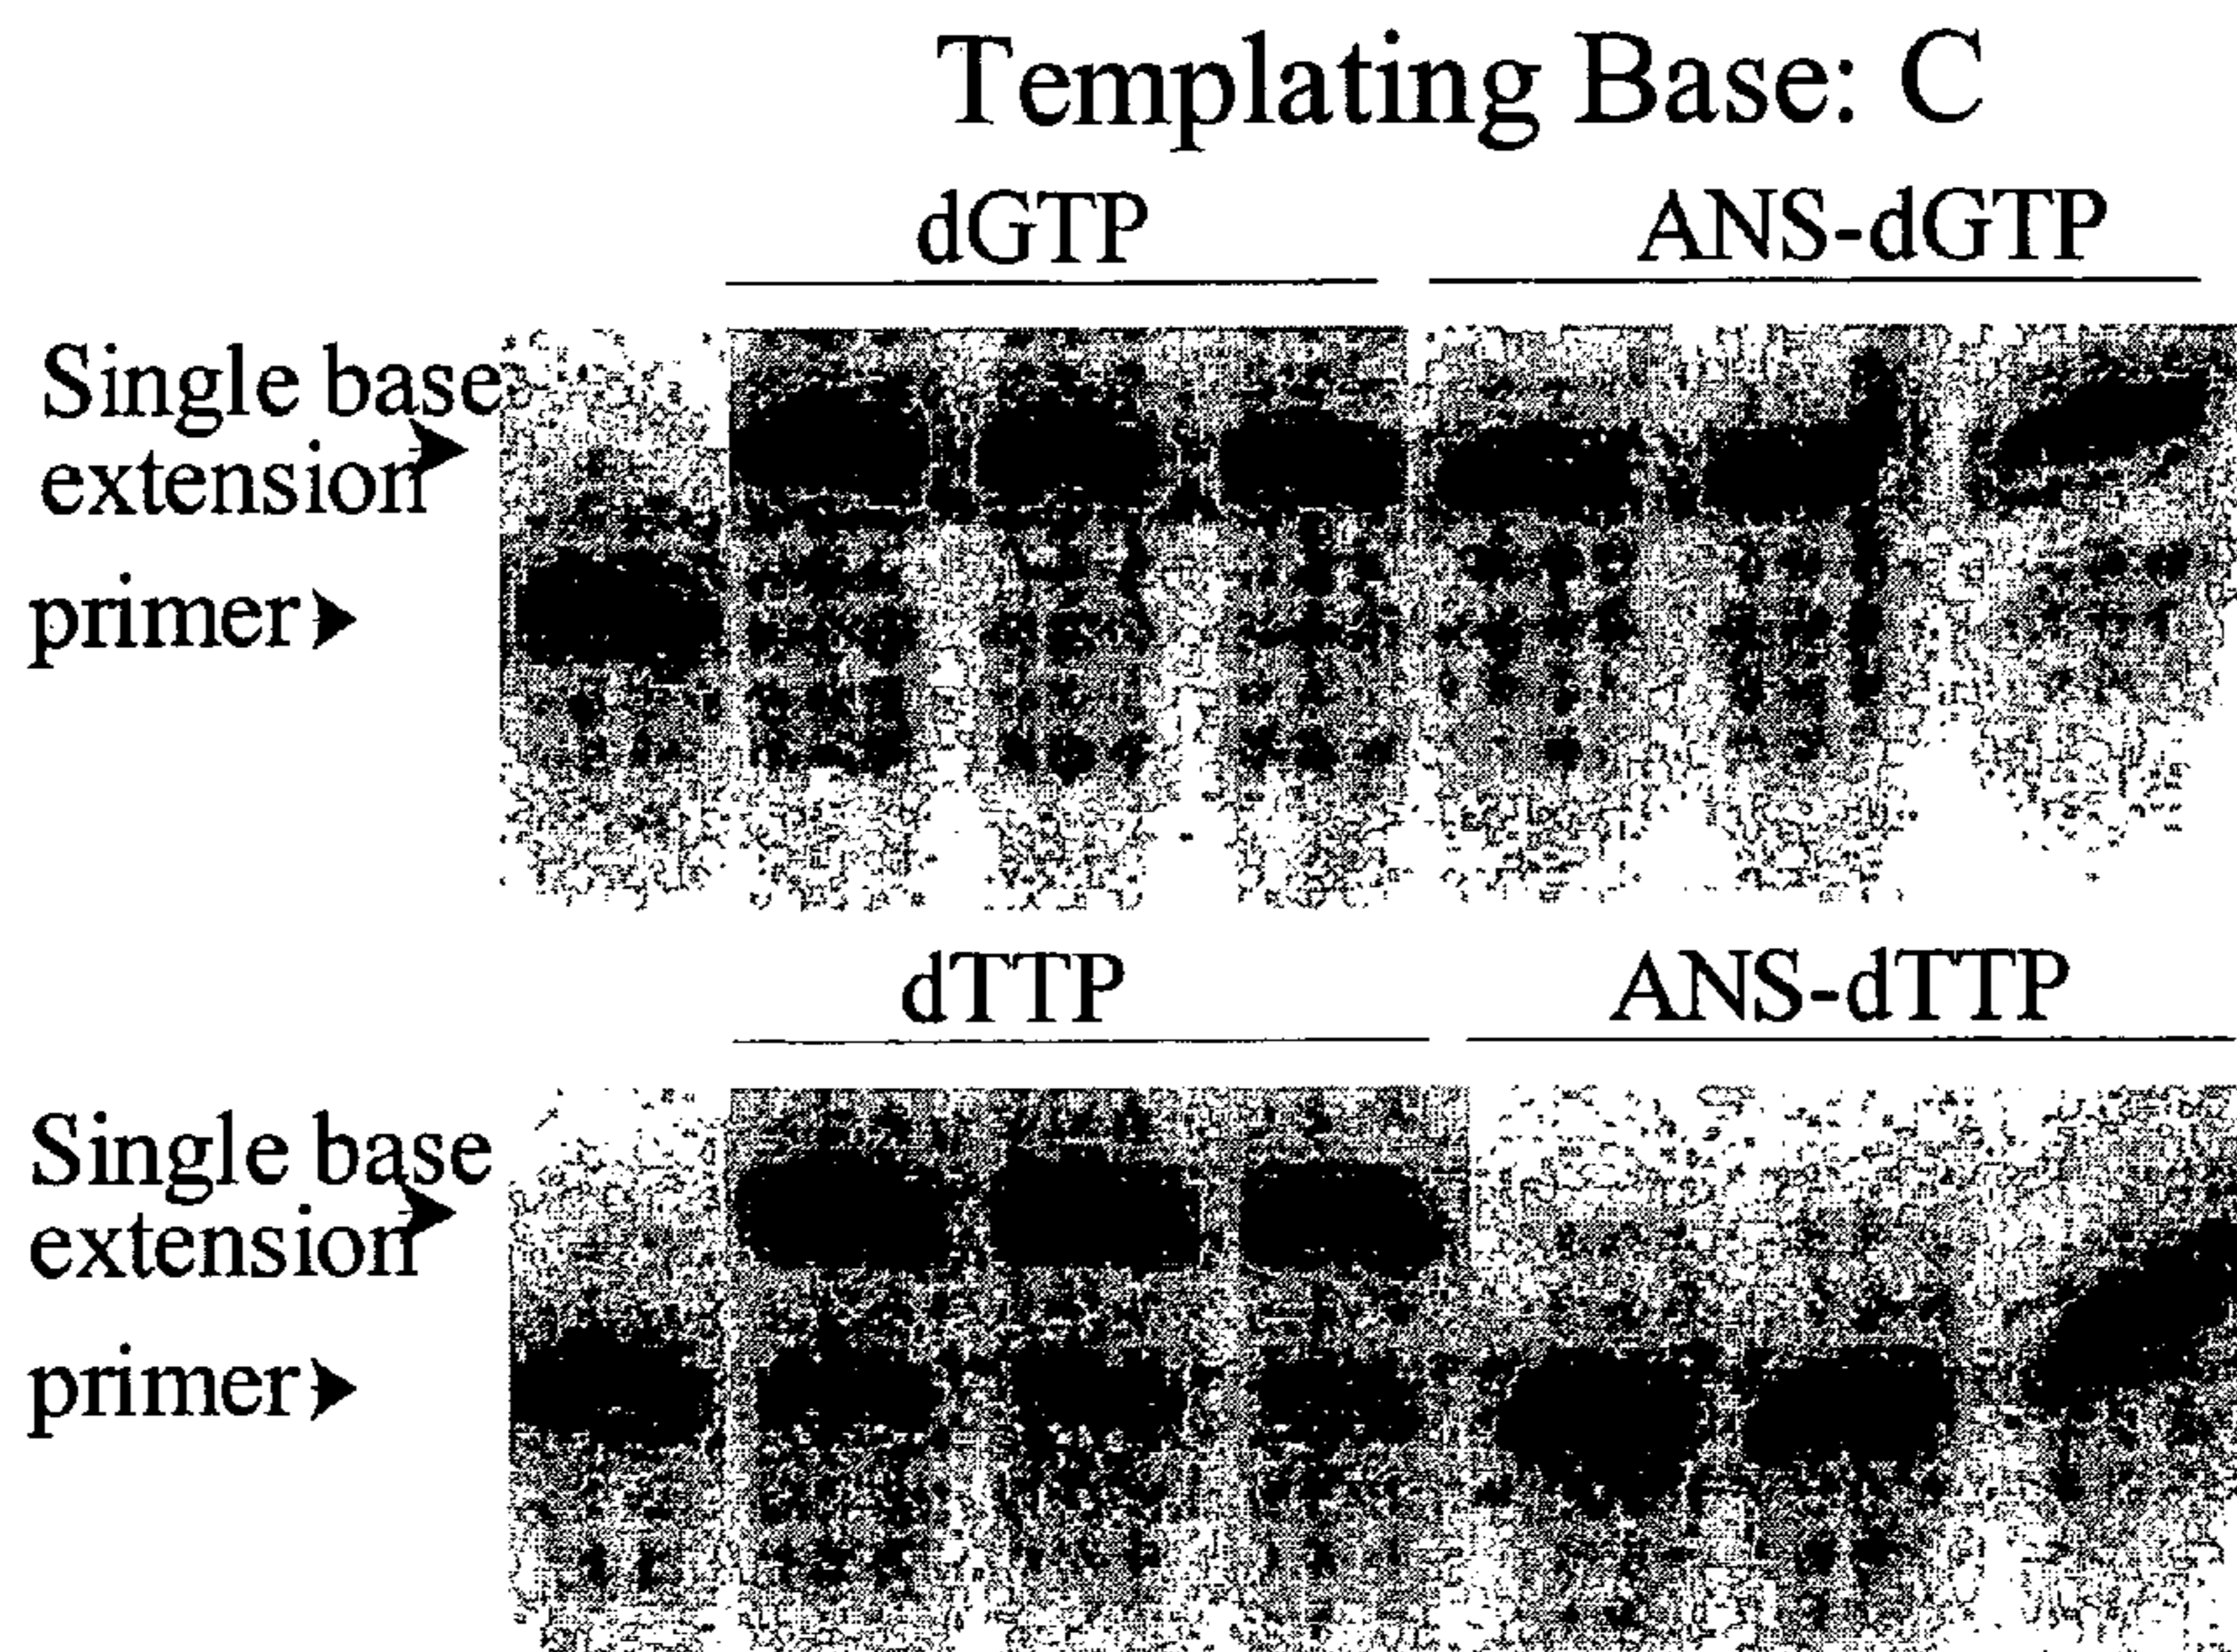 Templating Base: C
dGTP ANS-dGTP
Single base
extension
primer
dTTP ANS-dTTP
Single base
extension
primer